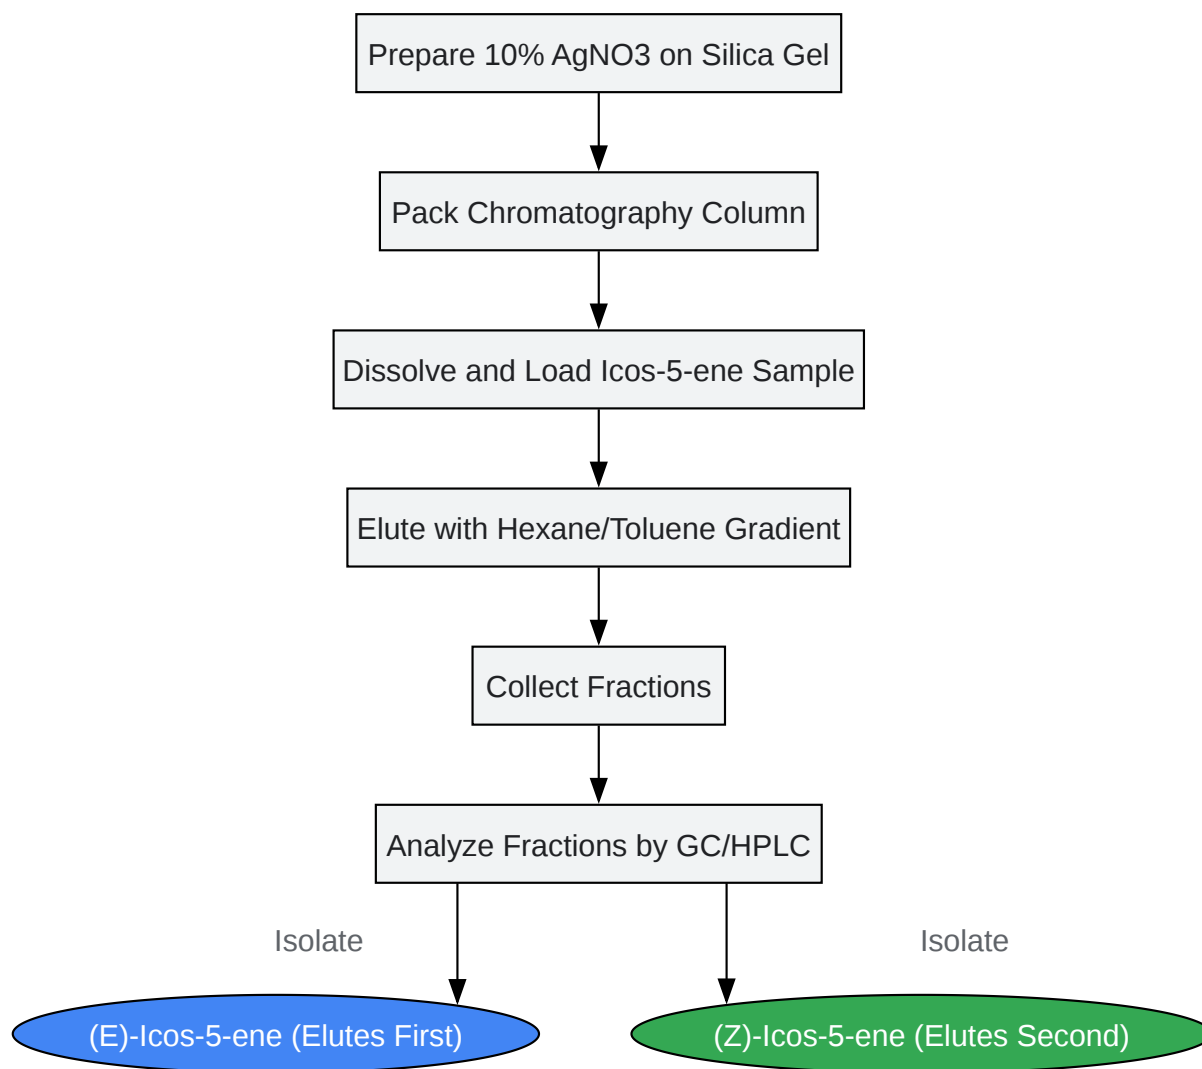 Prepare 10% AgNO3 on Silica Gel
Pack Chromatography Column
Dissolve and Load Icos-5-ene Sample
Elute with Hexane/Toluene Gradient
Collect Fractions
Analyze Fractions by GC/HPLC
Isolate
Isolate
(E)-Icos-5-ene (Elutes First)
(Z)-Icos-5-ene (Elutes Second)